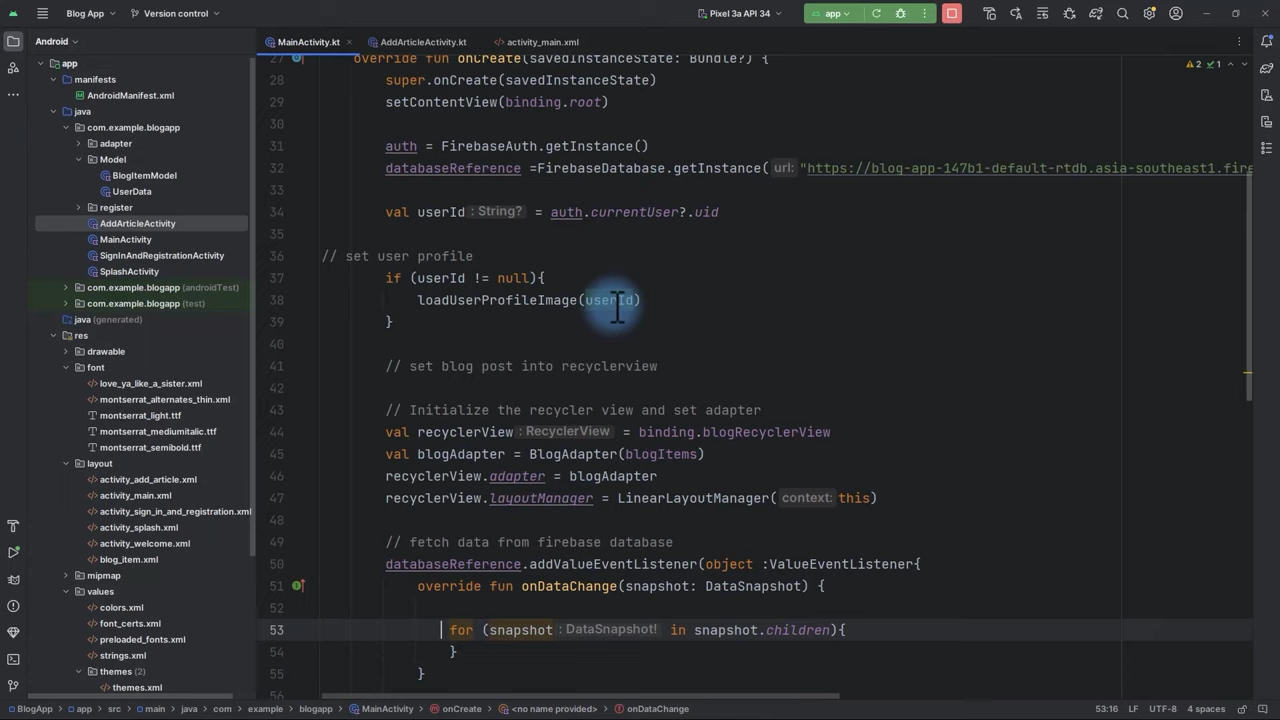 Blog App
Version control
Pixel 3a API 34
app
Android
MainActivity.kt
AddArticleActivity.kt
activity_main.xml
app
manifests
AndroidManifest.xml
java
com.example.blogapp
adapter
Model
BlogItemModel
UserData
register
AddArticleActivity
MainActivity
SignInAndRegistrationActivity
SplashActivity
com.example.blogapp (androidTest)
com.example.blogapp (test)
java (generated)
res
drawable
font
love_ya_like_a_sister.xml
montserrat_alternates_thin.xml
montserrat_light.ttf
montserrat_mediumitalic.ttf
montserrat_semibold.ttf
layout
activity_add_article.xml
activity_main.xml
activity_sign_in_and_registration.xml
activity_splash.xml
activity_welcome.xml
blog_item.xml
mipmap
values
colors.xml
font_certs.xml
preloaded_fonts.xml
strings.xml
themes (2)
themes.xml
2 1
27 override fun onCreate(savedInstanceState: Bundle?) {
28 super.onCreate(savedInstanceState)
29 setContentView(binding.root)
30
31 auth = FirebaseAuth.getInstance()
32 databaseReference =FirebaseDatabase.getInstance( url: "https://blog-app-147b1-default-rtdb.asia-southeast1.fire
33
34 val userId : String? = auth.currentUser?.uid
35
36 // set user profile
37 if (userId != null){
38 loadUserProfileImage(userId)
39 }
40
41 // set blog post into recyclerview
42
43 // Initialize the recycler view and set adapter
44 val recyclerView : RecyclerView = binding.blogRecyclerView
45 val blogAdapter = BlogAdapter(blogItems)
46 recyclerView.adapter = blogAdapter
47 recyclerView.layoutManager = LinearLayoutManager( context: this)
48
49 // fetch data from firebase database
50 databaseReference.addValueEventListener(object :ValueEventListener{
51 override fun onDataChange(snapshot: DataSnapshot) {
52
53 for (snapshot : DataSnapshot! in snapshot.children){
54 }
55 }
56
BlogApp > app > src > main > java > com > example > blogapp > MainActivity > onCreate > <no name provided> > onDataChange
53:16 LF UTF-8 4 spaces